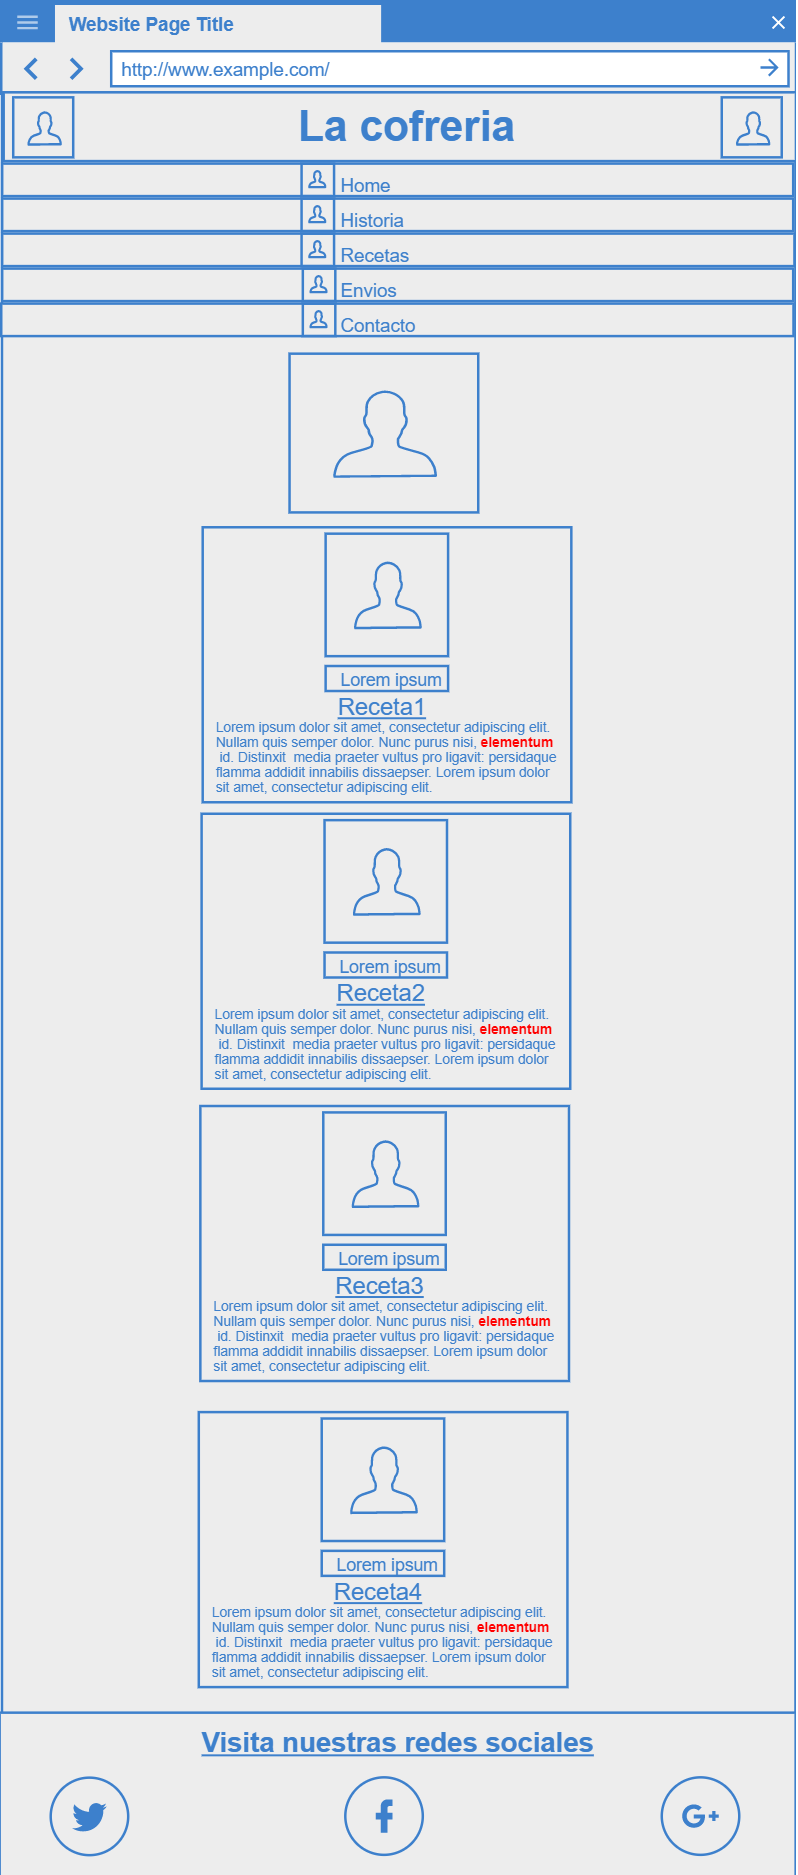 Website Page Title
http://www.example.com/
La cofreria
Home
Historia
Recetas
Envios
Contacto
Lorem ipsum
Receta1
Lorem ipsum dolor sit amet, consectetur adipiscing elit.
Nullam quis semper dolor. Nunc purus nisi, elementum
id. Distinxit  media praeter vultus pro ligavit: persidaque
flamma addidit innabilis dissaepser. Lorem ipsum dolor
sit amet, consectetur adipiscing elit.
Lorem ipsum
Receta2
Lorem ipsum dolor sit amet, consectetur adipiscing elit.
Nullam quis semper dolor. Nunc purus nisi, elementum
id. Distinxit  media praeter vultus pro ligavit: persidaque
flamma addidit innabilis dissaepser. Lorem ipsum dolor
sit amet, consectetur adipiscing elit.
Lorem ipsum
Receta3
Lorem ipsum dolor sit amet, consectetur adipiscing elit.
Nullam quis semper dolor. Nunc purus nisi, elementum
id. Distinxit  media praeter vultus pro ligavit: persidaque
flamma addidit innabilis dissaepser. Lorem ipsum dolor
sit amet, consectetur adipiscing elit.
Lorem ipsum
Receta4
Lorem ipsum dolor sit amet, consectetur adipiscing elit.
Nullam quis semper dolor. Nunc purus nisi, elementum
id. Distinxit  media praeter vultus pro ligavit: persidaque
flamma addidit innabilis dissaepser. Lorem ipsum dolor
sit amet, consectetur adipiscing elit.
Visita nuestras redes sociales